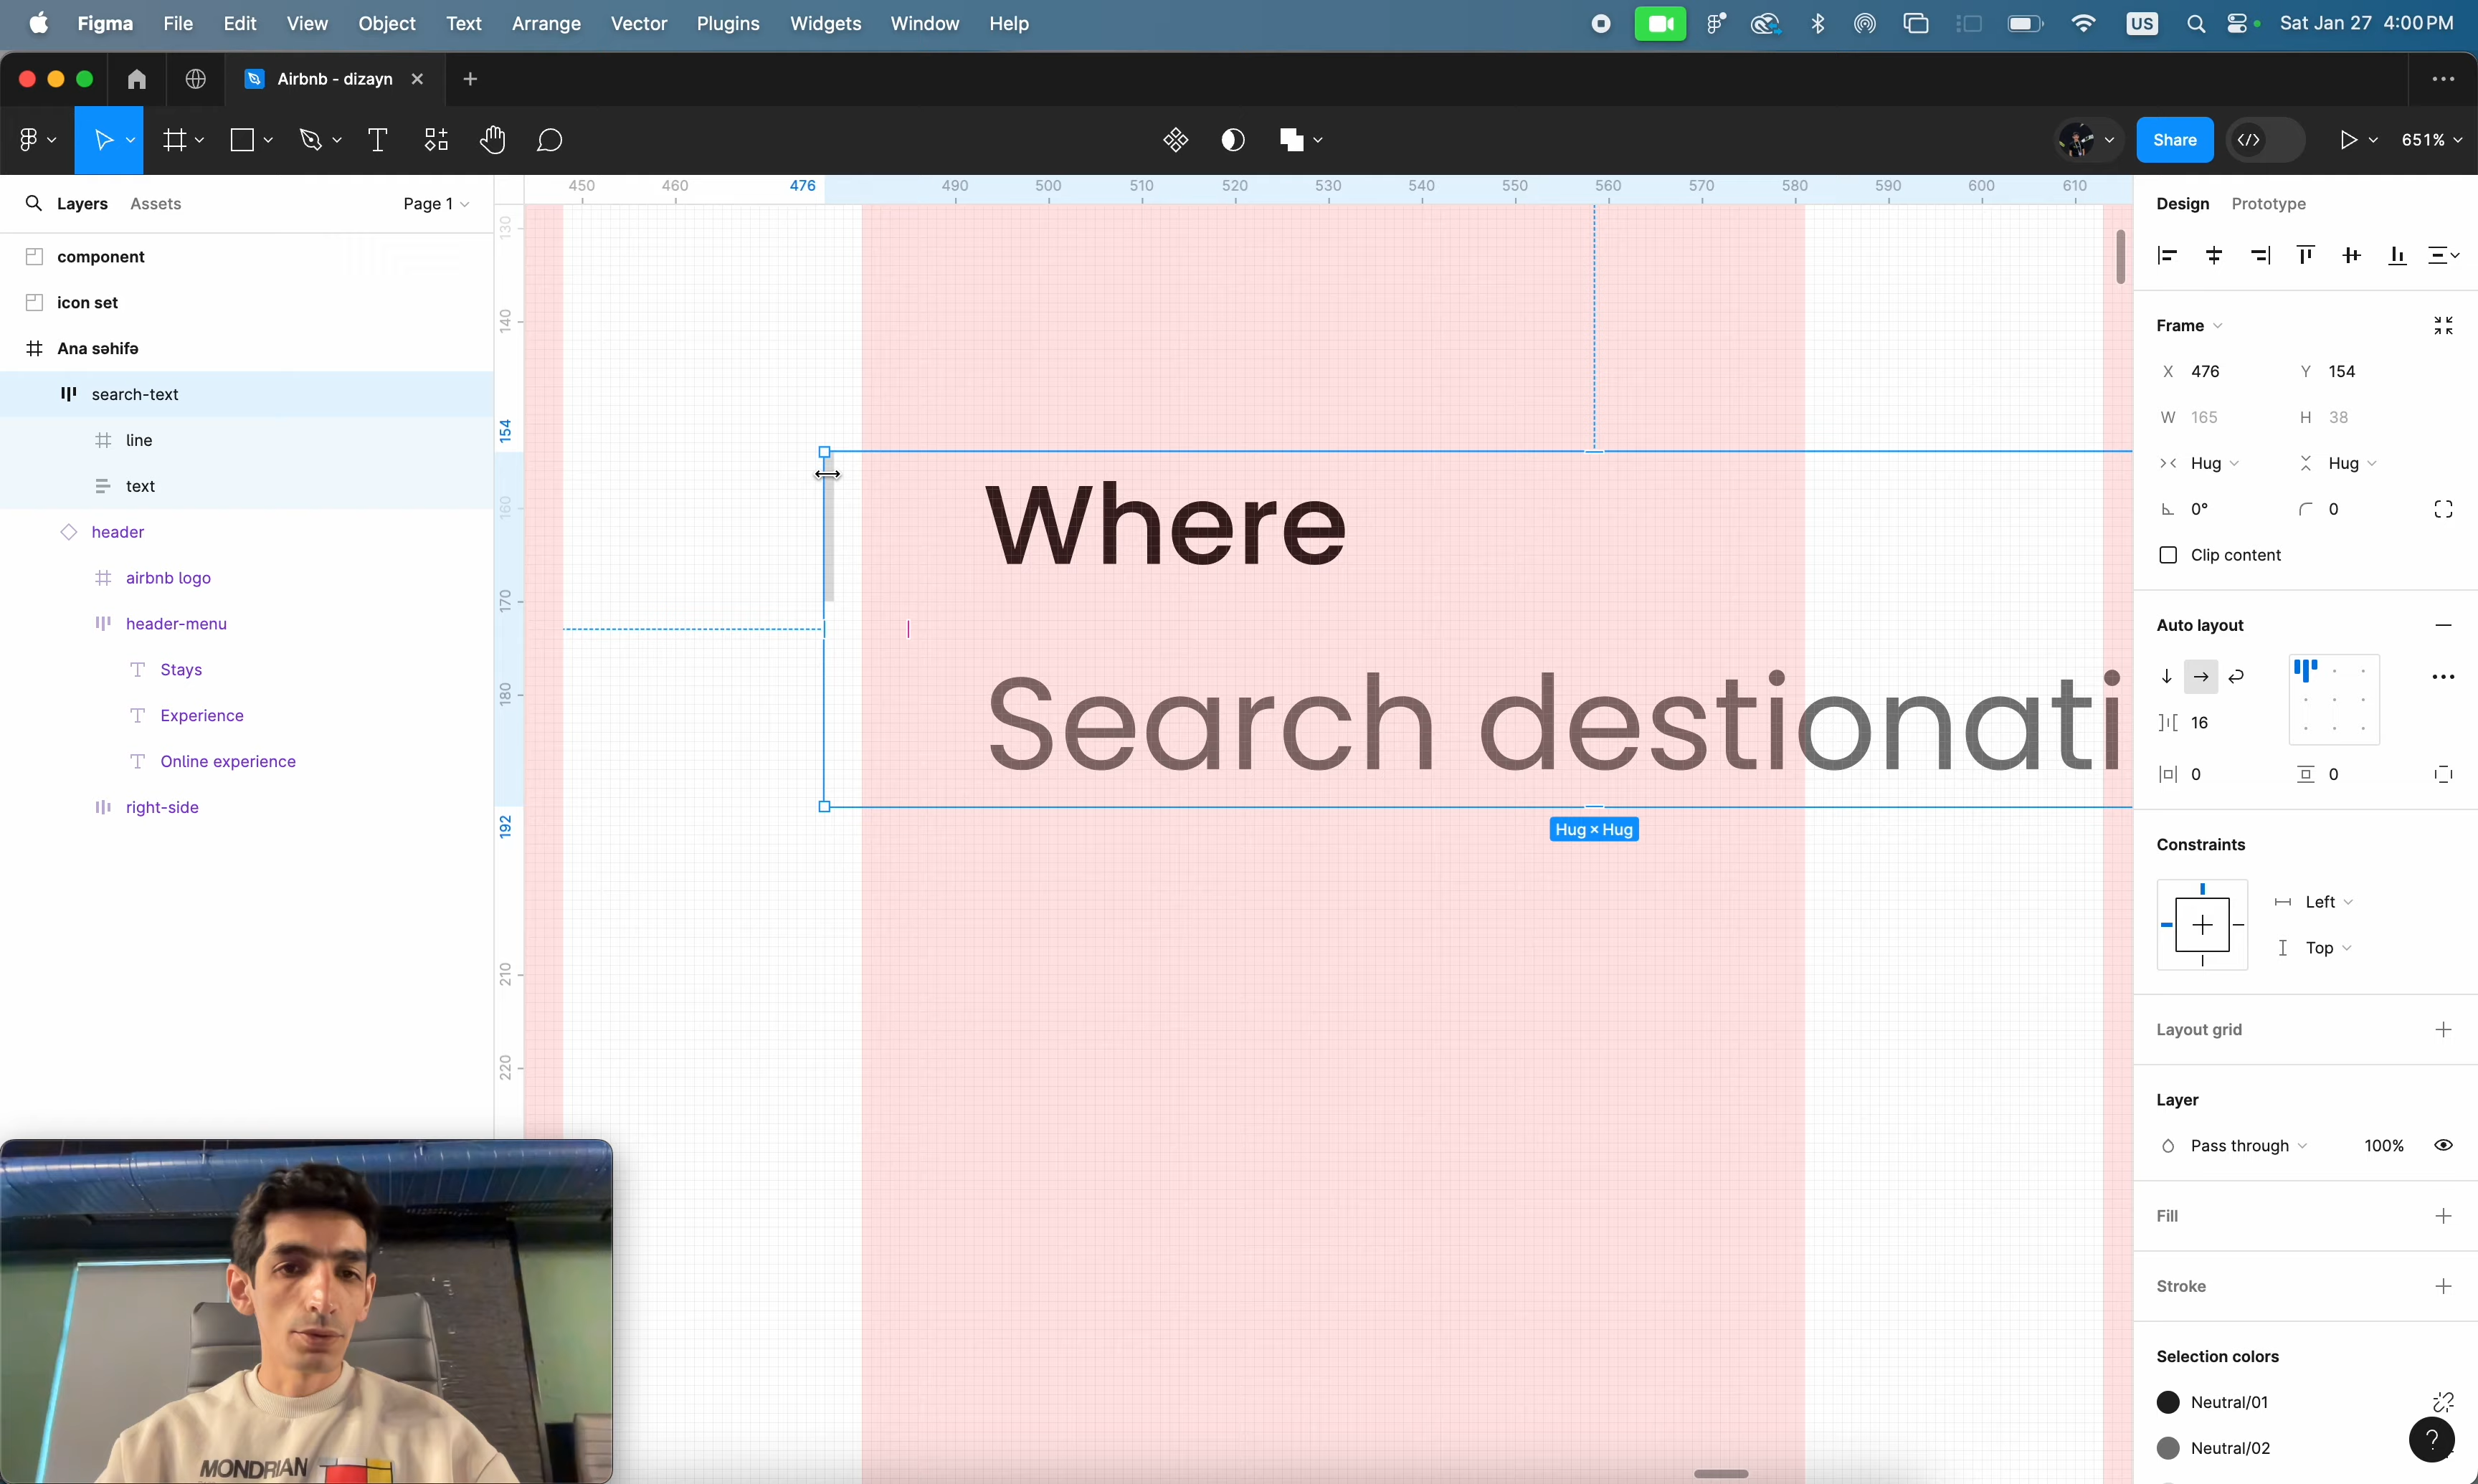 Figma File Edit View Object Text Arrange Vector Plugins Widgets Window Help US Sat Jan 27 4:00 PM
Airbnb - dizayn
Share 651%
Layers Assets Page 1
component
icon set
Ana səhifə
search-text
line
text
header
airbnb logo
header-menu
Stays
Experience
Online experience
right-side
450 460 476 490 500 510 520 530 540 550 560 570 580 590 600 610
130
140
154
160
170
180
192
210
220
Where
Search destionati
Hug × Hug
MONDRIAN
Design Prototype
Frame
X 476 Y 154
W 165 H 38
Hug Hug
0° 0
Clip content
Auto layout
16
0 0
Constraints
Left
Top
Layout grid
Layer
Pass through 100%
Fill
Stroke
Selection colors
Neutral/01
Neutral/02
?